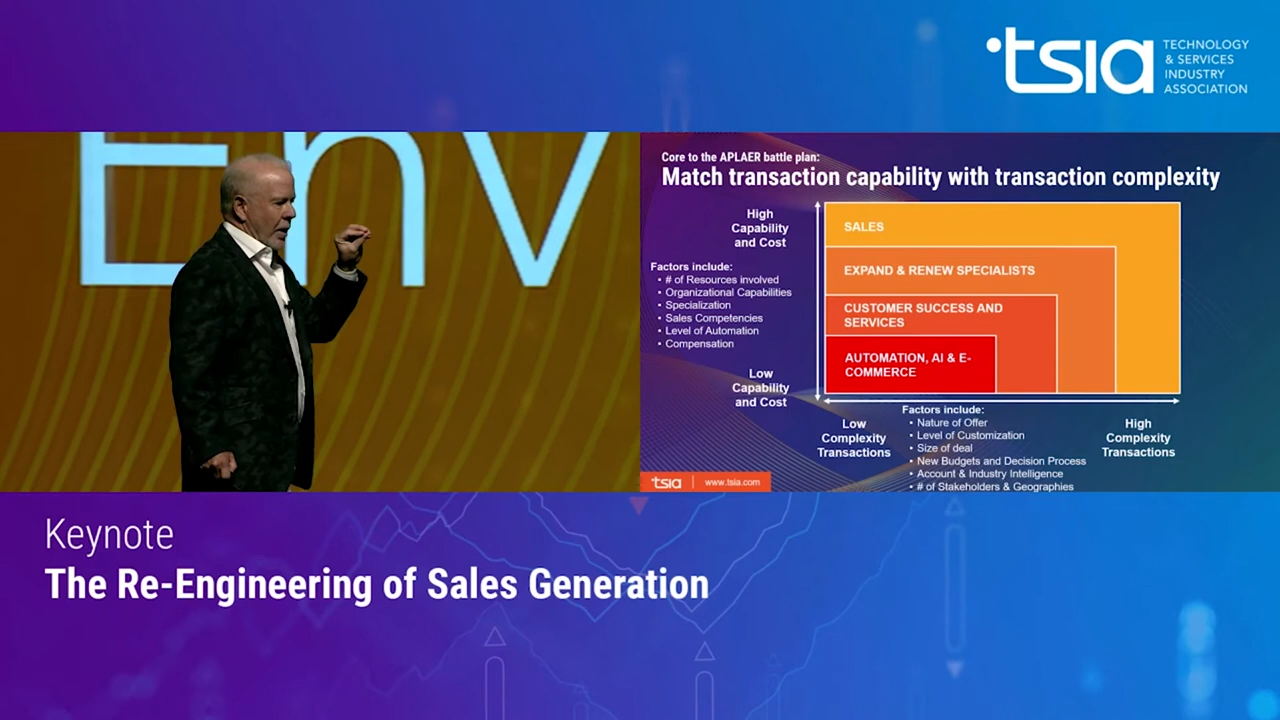 tsia
TECHNOLOGY
& SERVICES
INDUSTRY
ASSOCIATION
Env
Core to the APLAER battle plan:
Match transaction capability with transaction complexity
High
Capability
and Cost
Factors include:
• # of Resources involved
• Organizational Capabilities
• Specialization
• Sales Competencies
• Level of Automation
• Compensation
Low
Capability
and Cost
SALES
EXPAND & RENEW SPECIALISTS
CUSTOMER SUCCESS AND
SERVICES
AUTOMATION, AI & E-
COMMERCE
Low
Complexity
Transactions
Factors include:
• Nature of Offer
• Level of Customization
• Size of deal
• New Budgets and Decision Process
• Account & Industry Intelligence
• # of Stakeholders & Geographies
High
Complexity
Transactions
tsia | www.tsia.com
Keynote
The Re-Engineering of Sales Generation